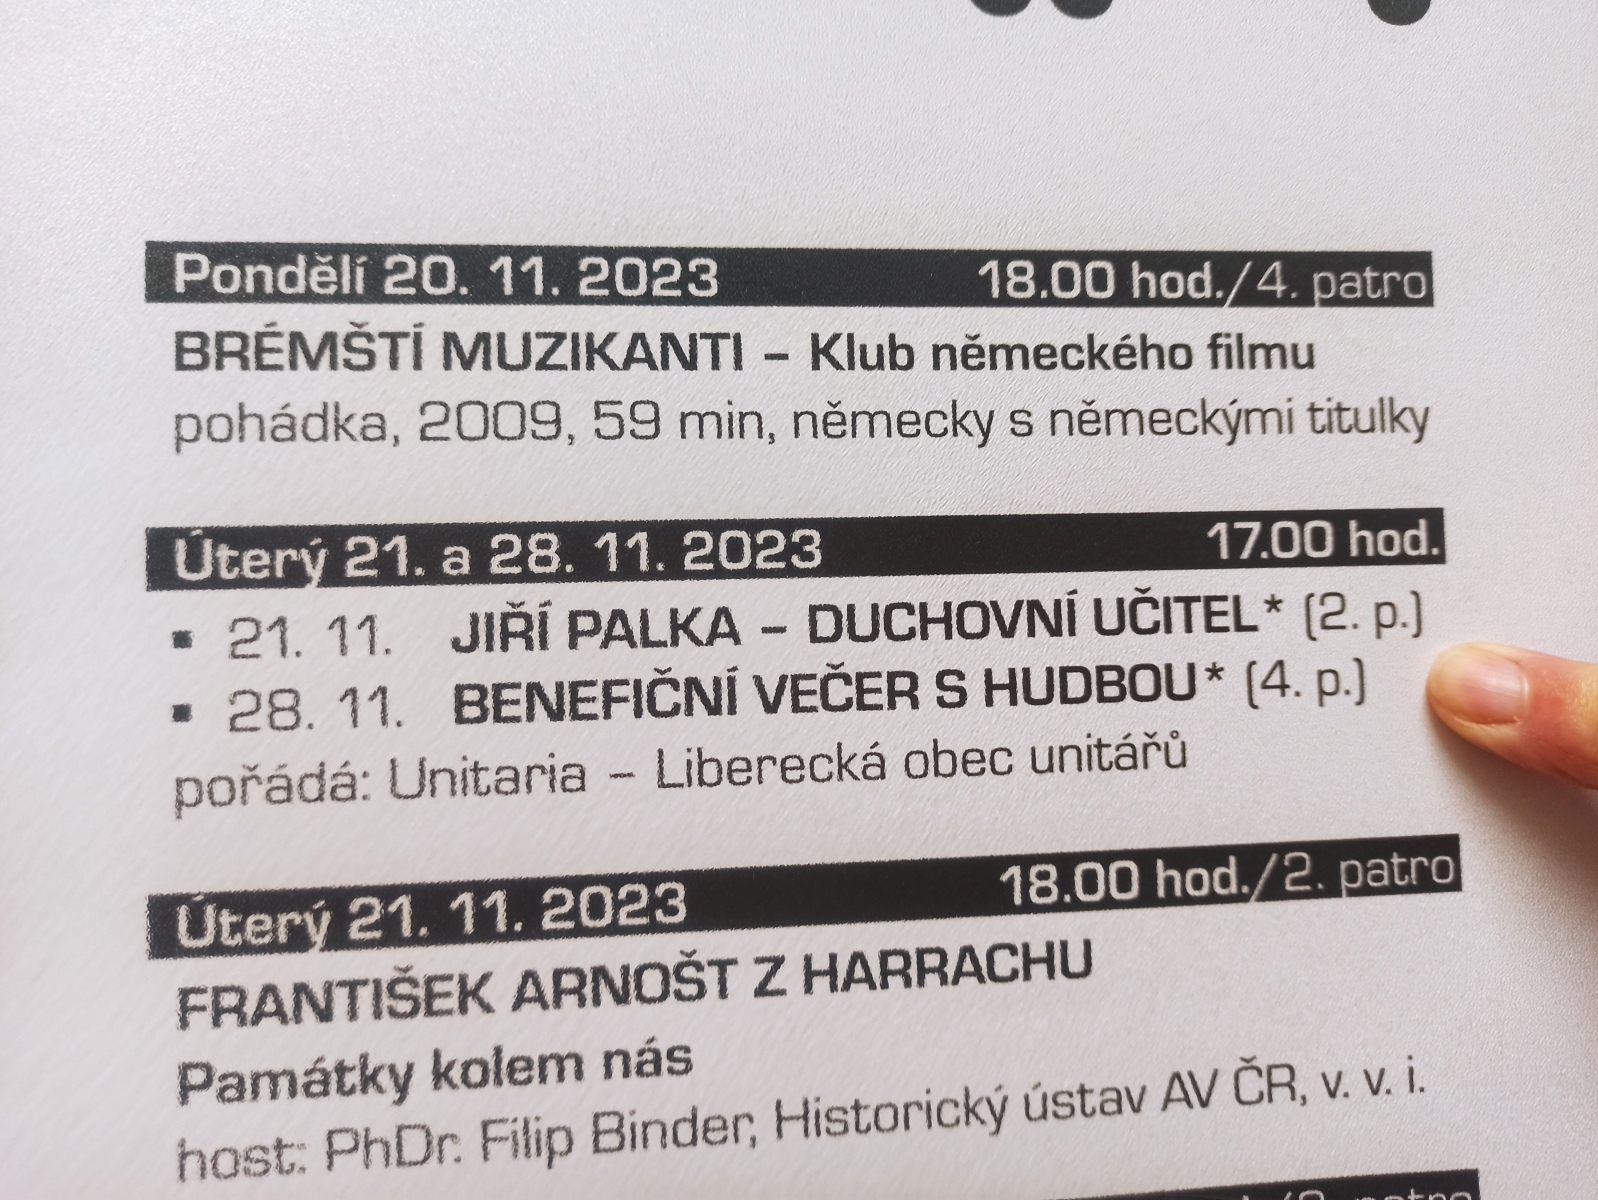 Pondělí 20. 11. 2023 18.00 hod./4. patro
BRÉMŠTÍ MUZIKANTI – Klub německého filmu
pohádka, 2009, 59 min, německy s německými titulky
Úterý 21. a 28. 11. 2023 17.00 hod.
▪ 21. 11. JIŘÍ PALKA – DUCHOVNÍ UČITEL* (2. p.)
▪ 28. 11. BENEFIČNÍ VEČER S HUDBOU* (4. p.)
pořádá: Unitaria – Liberecká obec unitářů
Úterý 21. 11. 2023 18.00 hod./2. patro
FRANTIŠEK ARNOŠT Z HARRACHU
Památky kolem nás
host: PhDr. Filip Binder, Historický ústav AV ČR, v. v. i.
patro